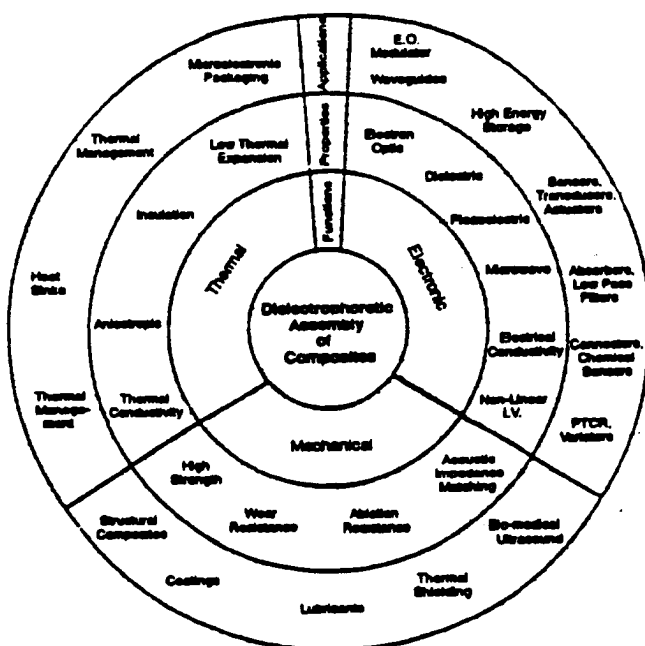 Applications
Properties
Functions
Dielectrophoretic
Assembly
of
Composites
Thermal
Electronic
Mechanical
Low Thermal
Expansion
Insulation
Anisotropic
Thermal
Conductivity
Electron
Optic
Dielectric
Piezoelectric
Microwave
Electrical
Conductivity
Non-Linear
I.V.
High
Strength
Wear
Resistance
Ablation
Resistance
Acoustic
Impedance
Matching
Microelectronic
Packaging
Thermal
Management
Heat
Sinks
Thermal
Manage-
ment
E.O.
Modulator
Waveguides
High Energy
Storage
Sensors,
Transducers,
Actuators
Absorbers,
Low Pass
Filters
Connectors,
Chemical
Sensors
PTCR,
Varistors
Structural
Composites
Coatings
Lubricants
Thermal
Shielding
Bio-medical
Ultrasound